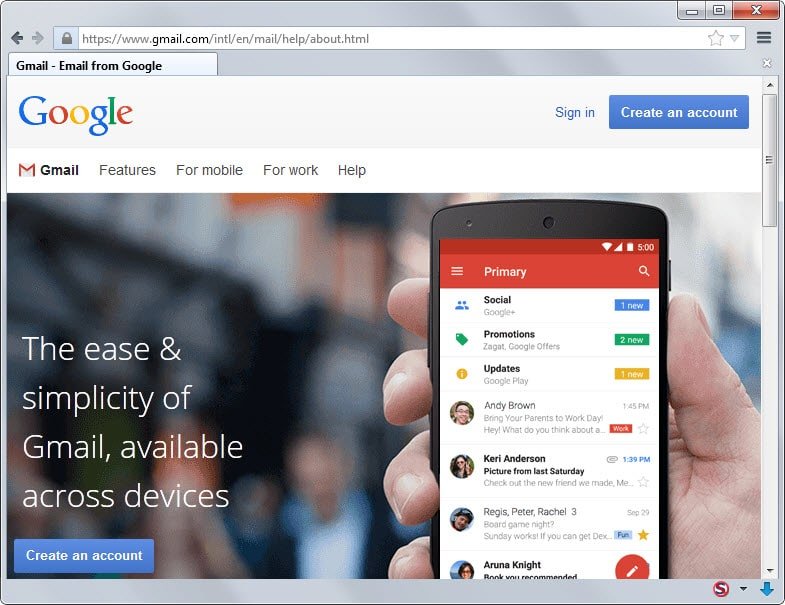 https://www.gmail.com/intl/en/mail/help/about.html
Gmail - Email from Google
Google
Sign in
Create an account
Gmail
Features
For mobile
For work
Help
The ease &
simplicity of
Gmail, available
across devices
Create an account
5:00
Primary
Social
1 new
Google+
Promotions
2 new
Zagat, Google Offers
Updates
1 new
Google Play
Andy Brown
1:45 PM
Bring Your Parents to Work Day!
Hey! What do you think about a...
Work
Keri Anderson
1:39 PM
Picture from last Saturday
Check out the new friend we made, Me...
Regis, Peter, Rachel 3
Sep 29
Board game night?
Sunday works! If you can get Dex...
Fun
Aruna Knight
Book you recommended
S